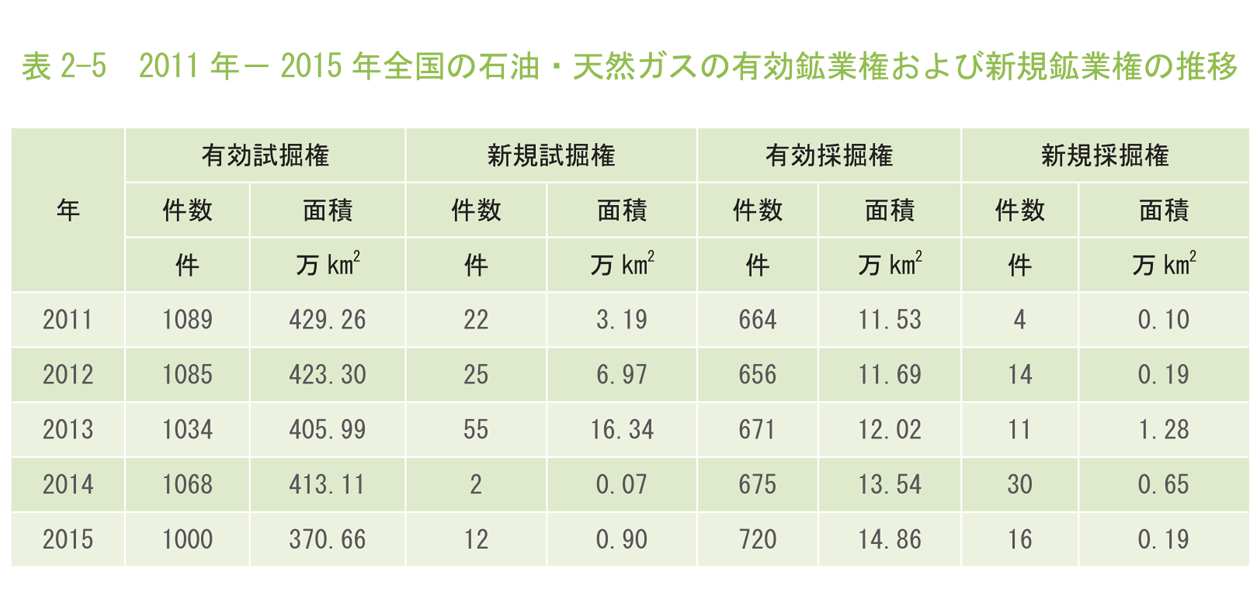 表 2-5　2011 年－ 2015 年全国の石油・天然ガスの有効鉱業権および新規鉱業権の推移
年 有効試掘権 新規試掘権 有効採掘権 新規採掘権
件数 面積 件数 面積 件数 面積 件数 面積
件 万 km² 件 万 km² 件 万 km² 件 万 km²
2011 1089 429.26 22 3.19 664 11.53 4 0.10
2012 1085 423.30 25 6.97 656 11.69 14 0.19
2013 1034 405.99 55 16.34 671 12.02 11 1.28
2014 1068 413.11 2 0.07 675 13.54 30 0.65
2015 1000 370.66 12 0.90 720 14.86 16 0.19